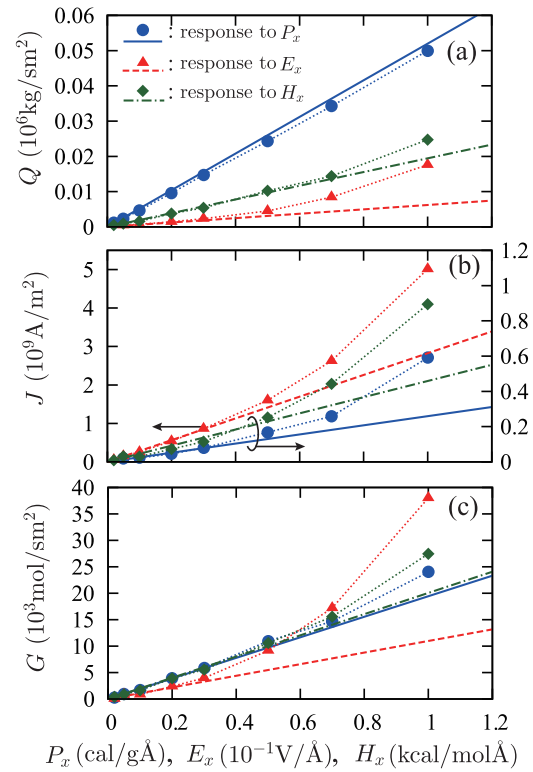 0.06
0.05
0.04
0.03
0.02
0.01
0
Q (10⁶kg/sm²)
: response to Pₓ
: response to Eₓ
: response to Hₓ
(a)
5
4
3
2
1
0
J (10⁹A/m²)
(b)
1.2
1
0.8
0.6
0.4
0.2
0
40
35
30
25
20
15
10
5
0
G (10³mol/sm²)
(c)
0 0.2 0.4 0.6 0.8 1 1.2
Pₓ (cal/gÅ), Eₓ (10⁻¹V/Å), Hₓ (kcal/molÅ)